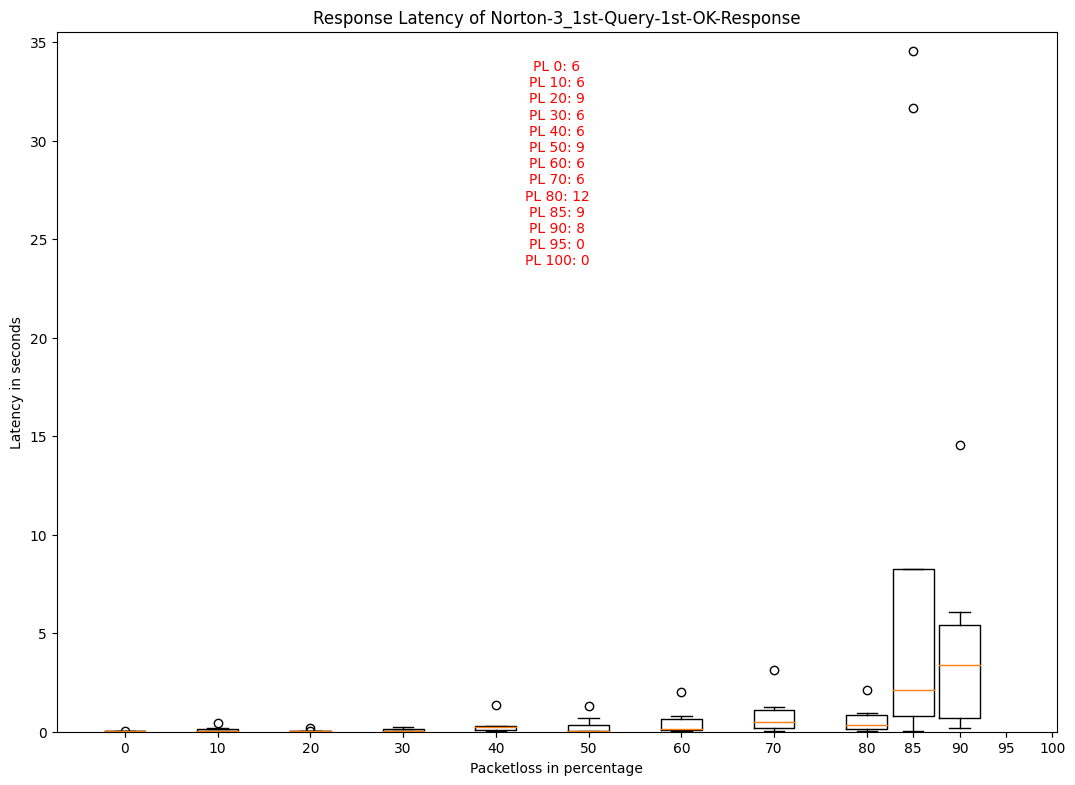 Response Latency of Norton-3_1st-Query-1st-OK-Response
35
30
25
20
15
10
5
0
Latency in seconds
PL 0: 6
PL 10: 6
PL 20: 9
PL 30: 6
PL 40: 6
PL 50: 9
PL 60: 6
PL 70: 6
PL 80: 12
PL 85: 9
PL 90: 8
PL 95: 0
PL 100: 0
0 10 20 30 40 50 60 70 80 85 90 95 100
Packetloss in percentage